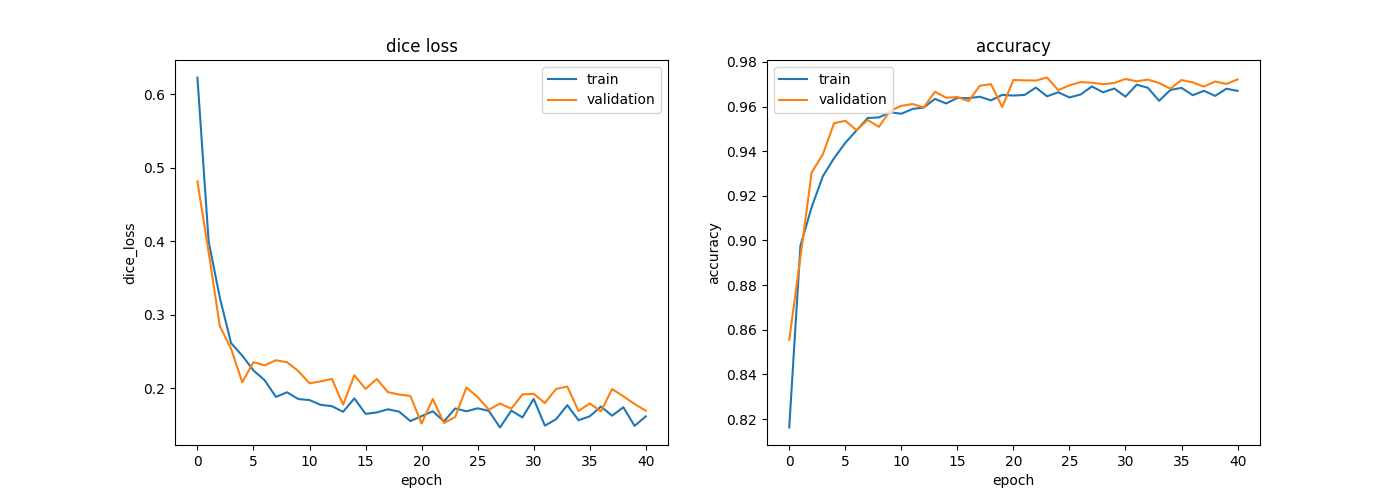 dice loss
train
validation
0.6
0.5
0.4
0.3
0.2
dice_loss
0 5 10 15 20 25 30 35 40
epoch
accuracy
train
validation
0.98
0.96
0.94
0.92
0.90
0.88
0.86
0.84
0.82
accuracy
0 5 10 15 20 25 30 35 40
epoch